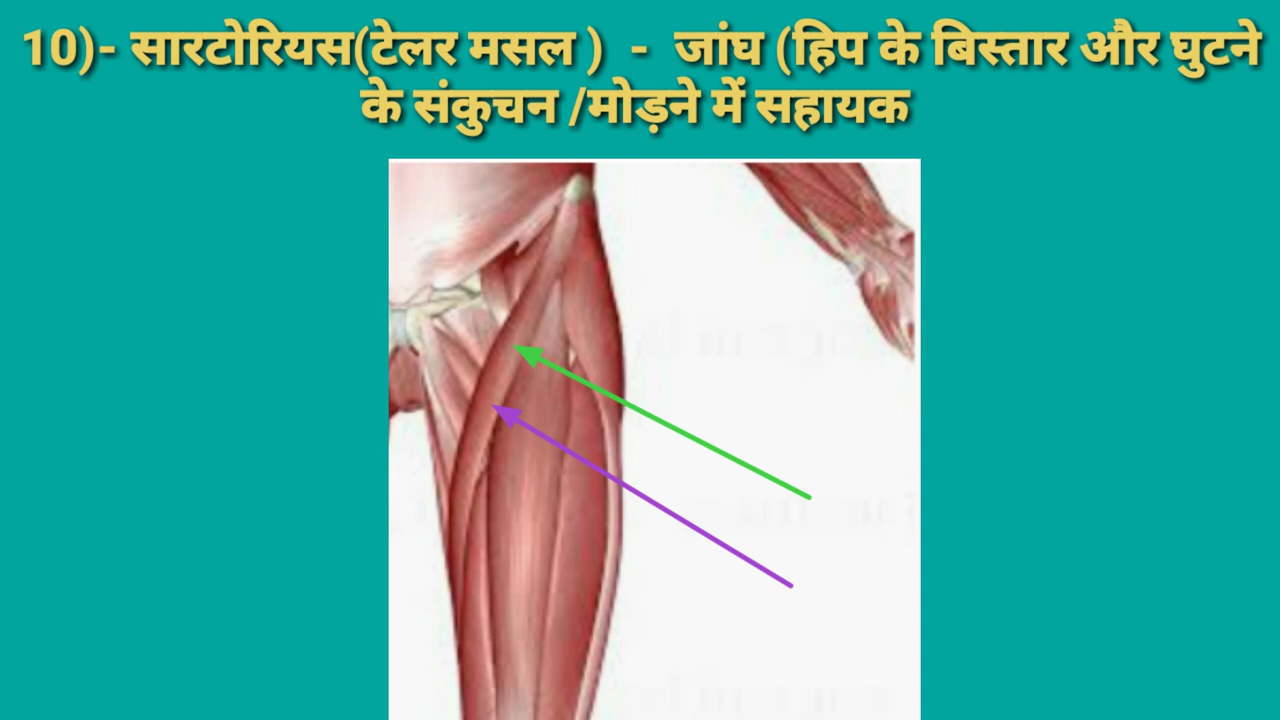 10)- सारटोरियस(टेलर मसल ) - जांघ (हिप के बिस्तार और घुटने
के संकुचन /मोड़ने में सहायक